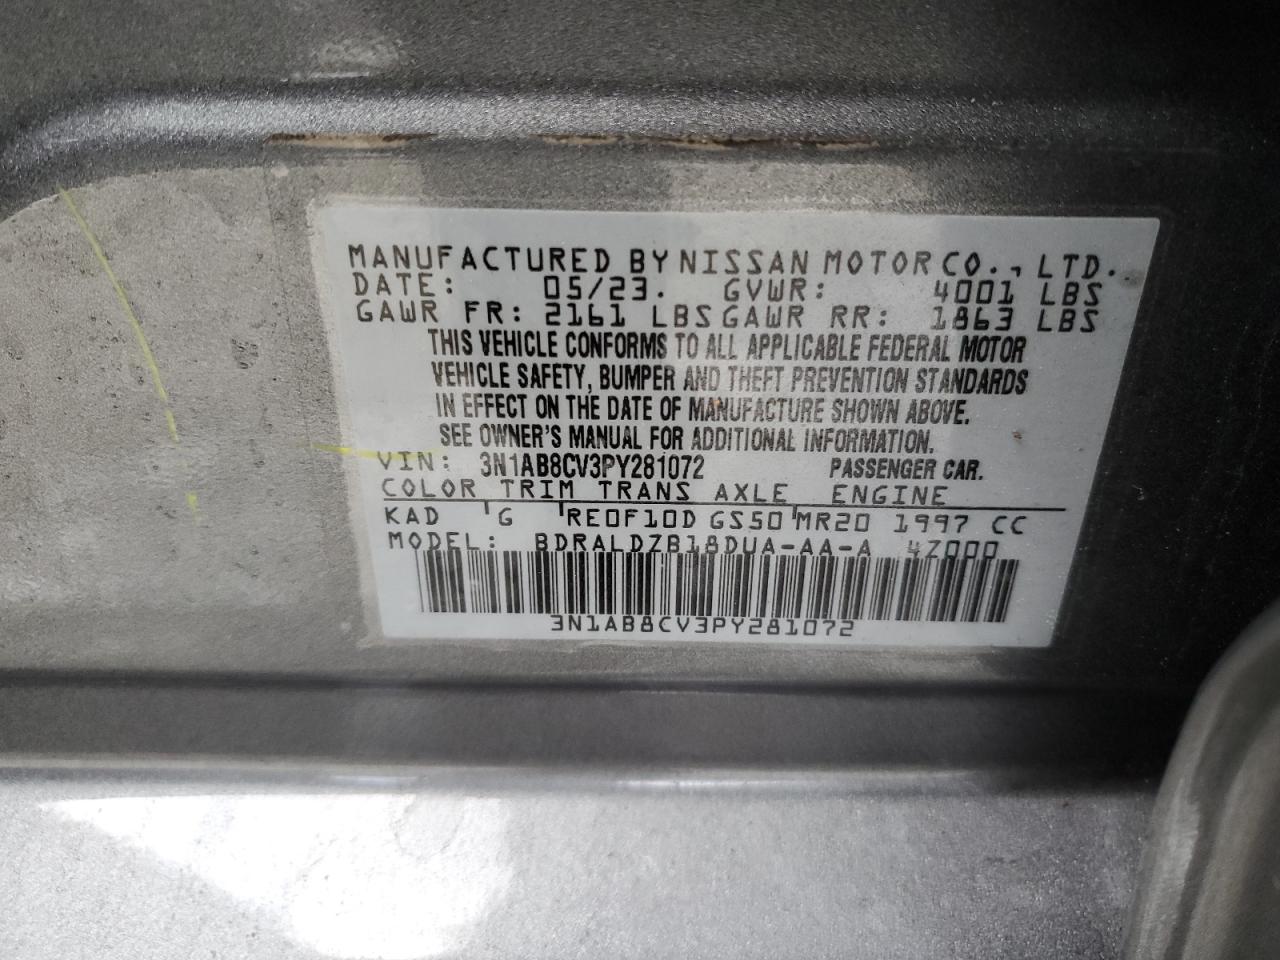 MANUFACTURED BY NISSAN MOTOR CO., LTD.
DATE: 05/23. GVWR: 4001 LBS
GAWR FR: 2161 LBS GAWR RR: 1863 LBS
THIS VEHICLE CONFORMS TO ALL APPLICABLE FEDERAL MOTOR
VEHICLE SAFETY, BUMPER AND THEFT PREVENTION STANDARDS
IN EFFECT ON THE DATE OF MANUFACTURE SHOWN ABOVE.
SEE OWNER'S MANUAL FOR ADDITIONAL INFORMATION.
VIN: 3N1AB8CV3PY281072 PASSENGER CAR.
COLOR TRIM TRANS AXLE ENGINE
KAD G RE0F10D GS50 MR20 1997 CC
MODEL: BDRALDZB18DUA-AA-A 4Z000
3N1AB8CV3PY281072